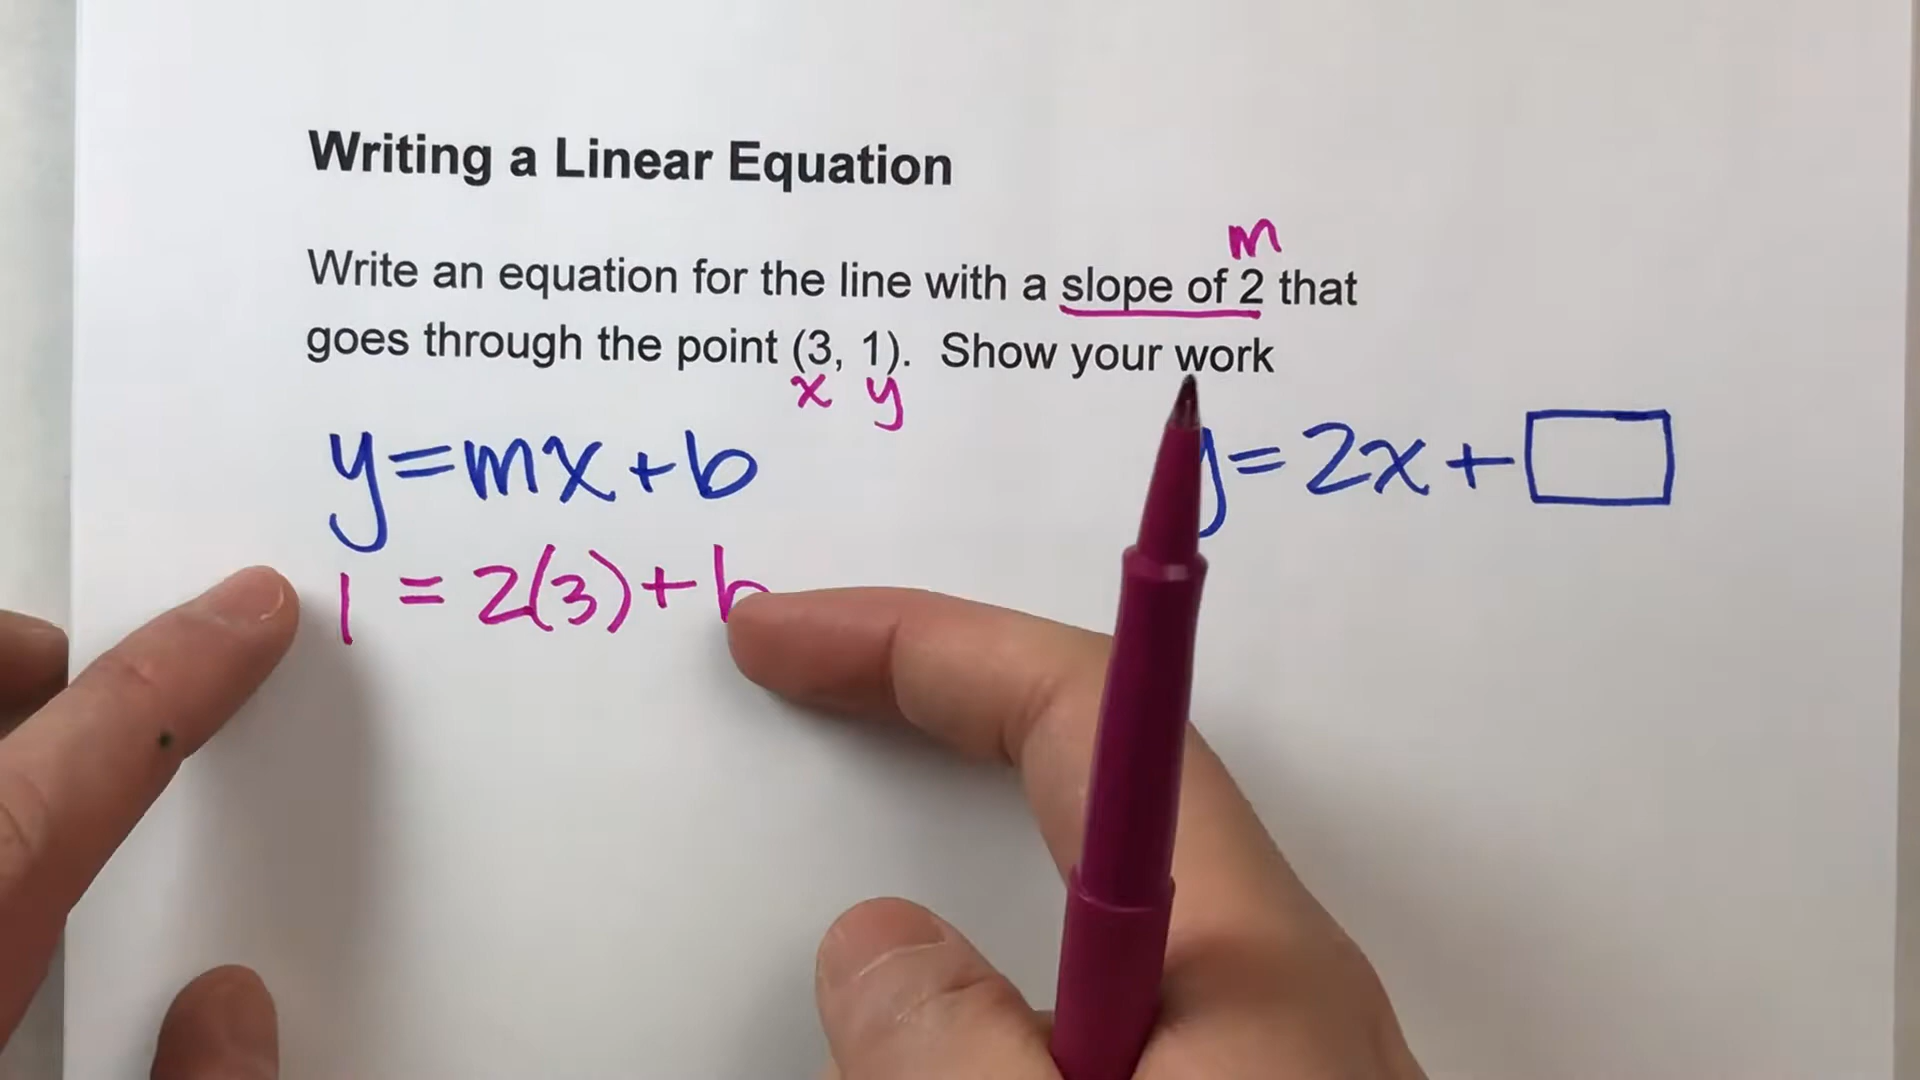 Writing a Linear Equation
m
Write an equation for the line with a slope of 2 that
goes through the point (3, 1). Show your work
x y
y=mx+b
y=2x+
1 = 2(3)+b